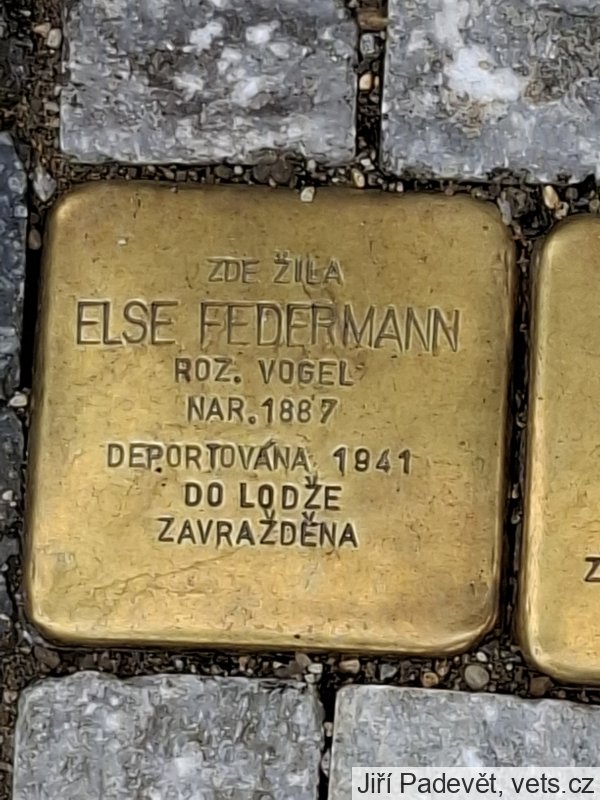 ZDE ŽILA
ELSE FEDERMANN
ROZ. VOGEL
NAR. 1887
DEPORTOVÁNA 1941
DO LODŽE
ZAVRAŽDĚNA
Z
Jiří Padevět, vets.cz